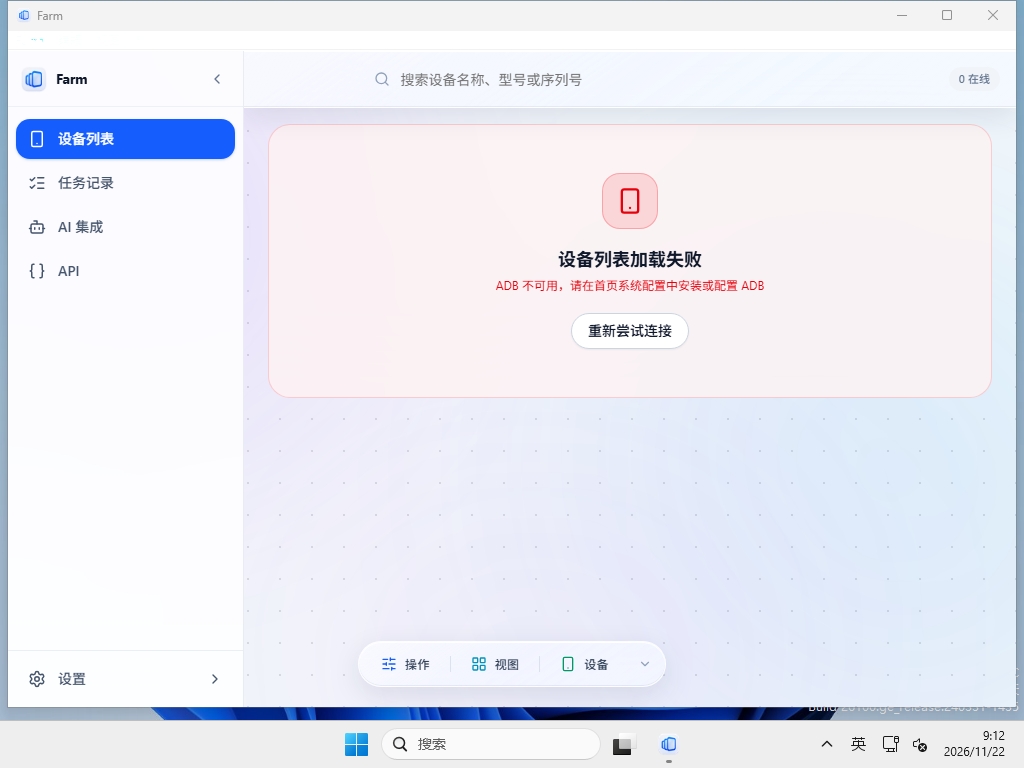 Farm
Farm
搜索设备名称、型号或序列号
0 在线
设备列表
任务记录
AI 集成
{ } API
设备列表加载失败
ADB 不可用，请在首页系统配置中安装或配置 ADB
重新尝试连接
操作
视图
设备
设置
搜索
英
9:12
2026/11/22